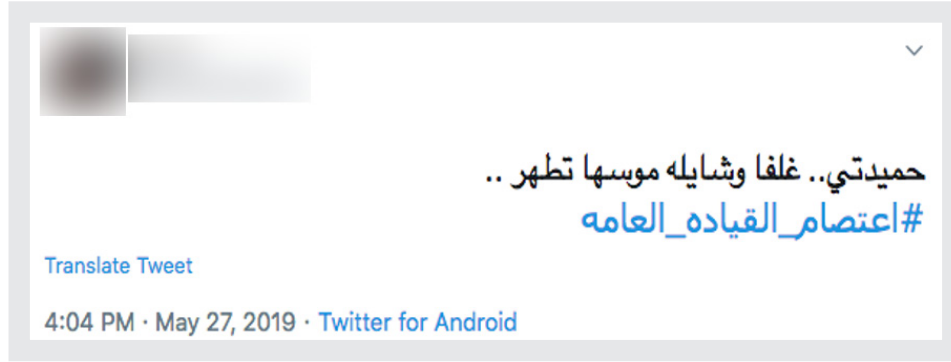 حميدتي.. غلفا وشايله موسها تطهر ..
#اعتصام_القياده_العامه
Translate Tweet
4:04 PM · May 27, 2019 · Twitter for Android